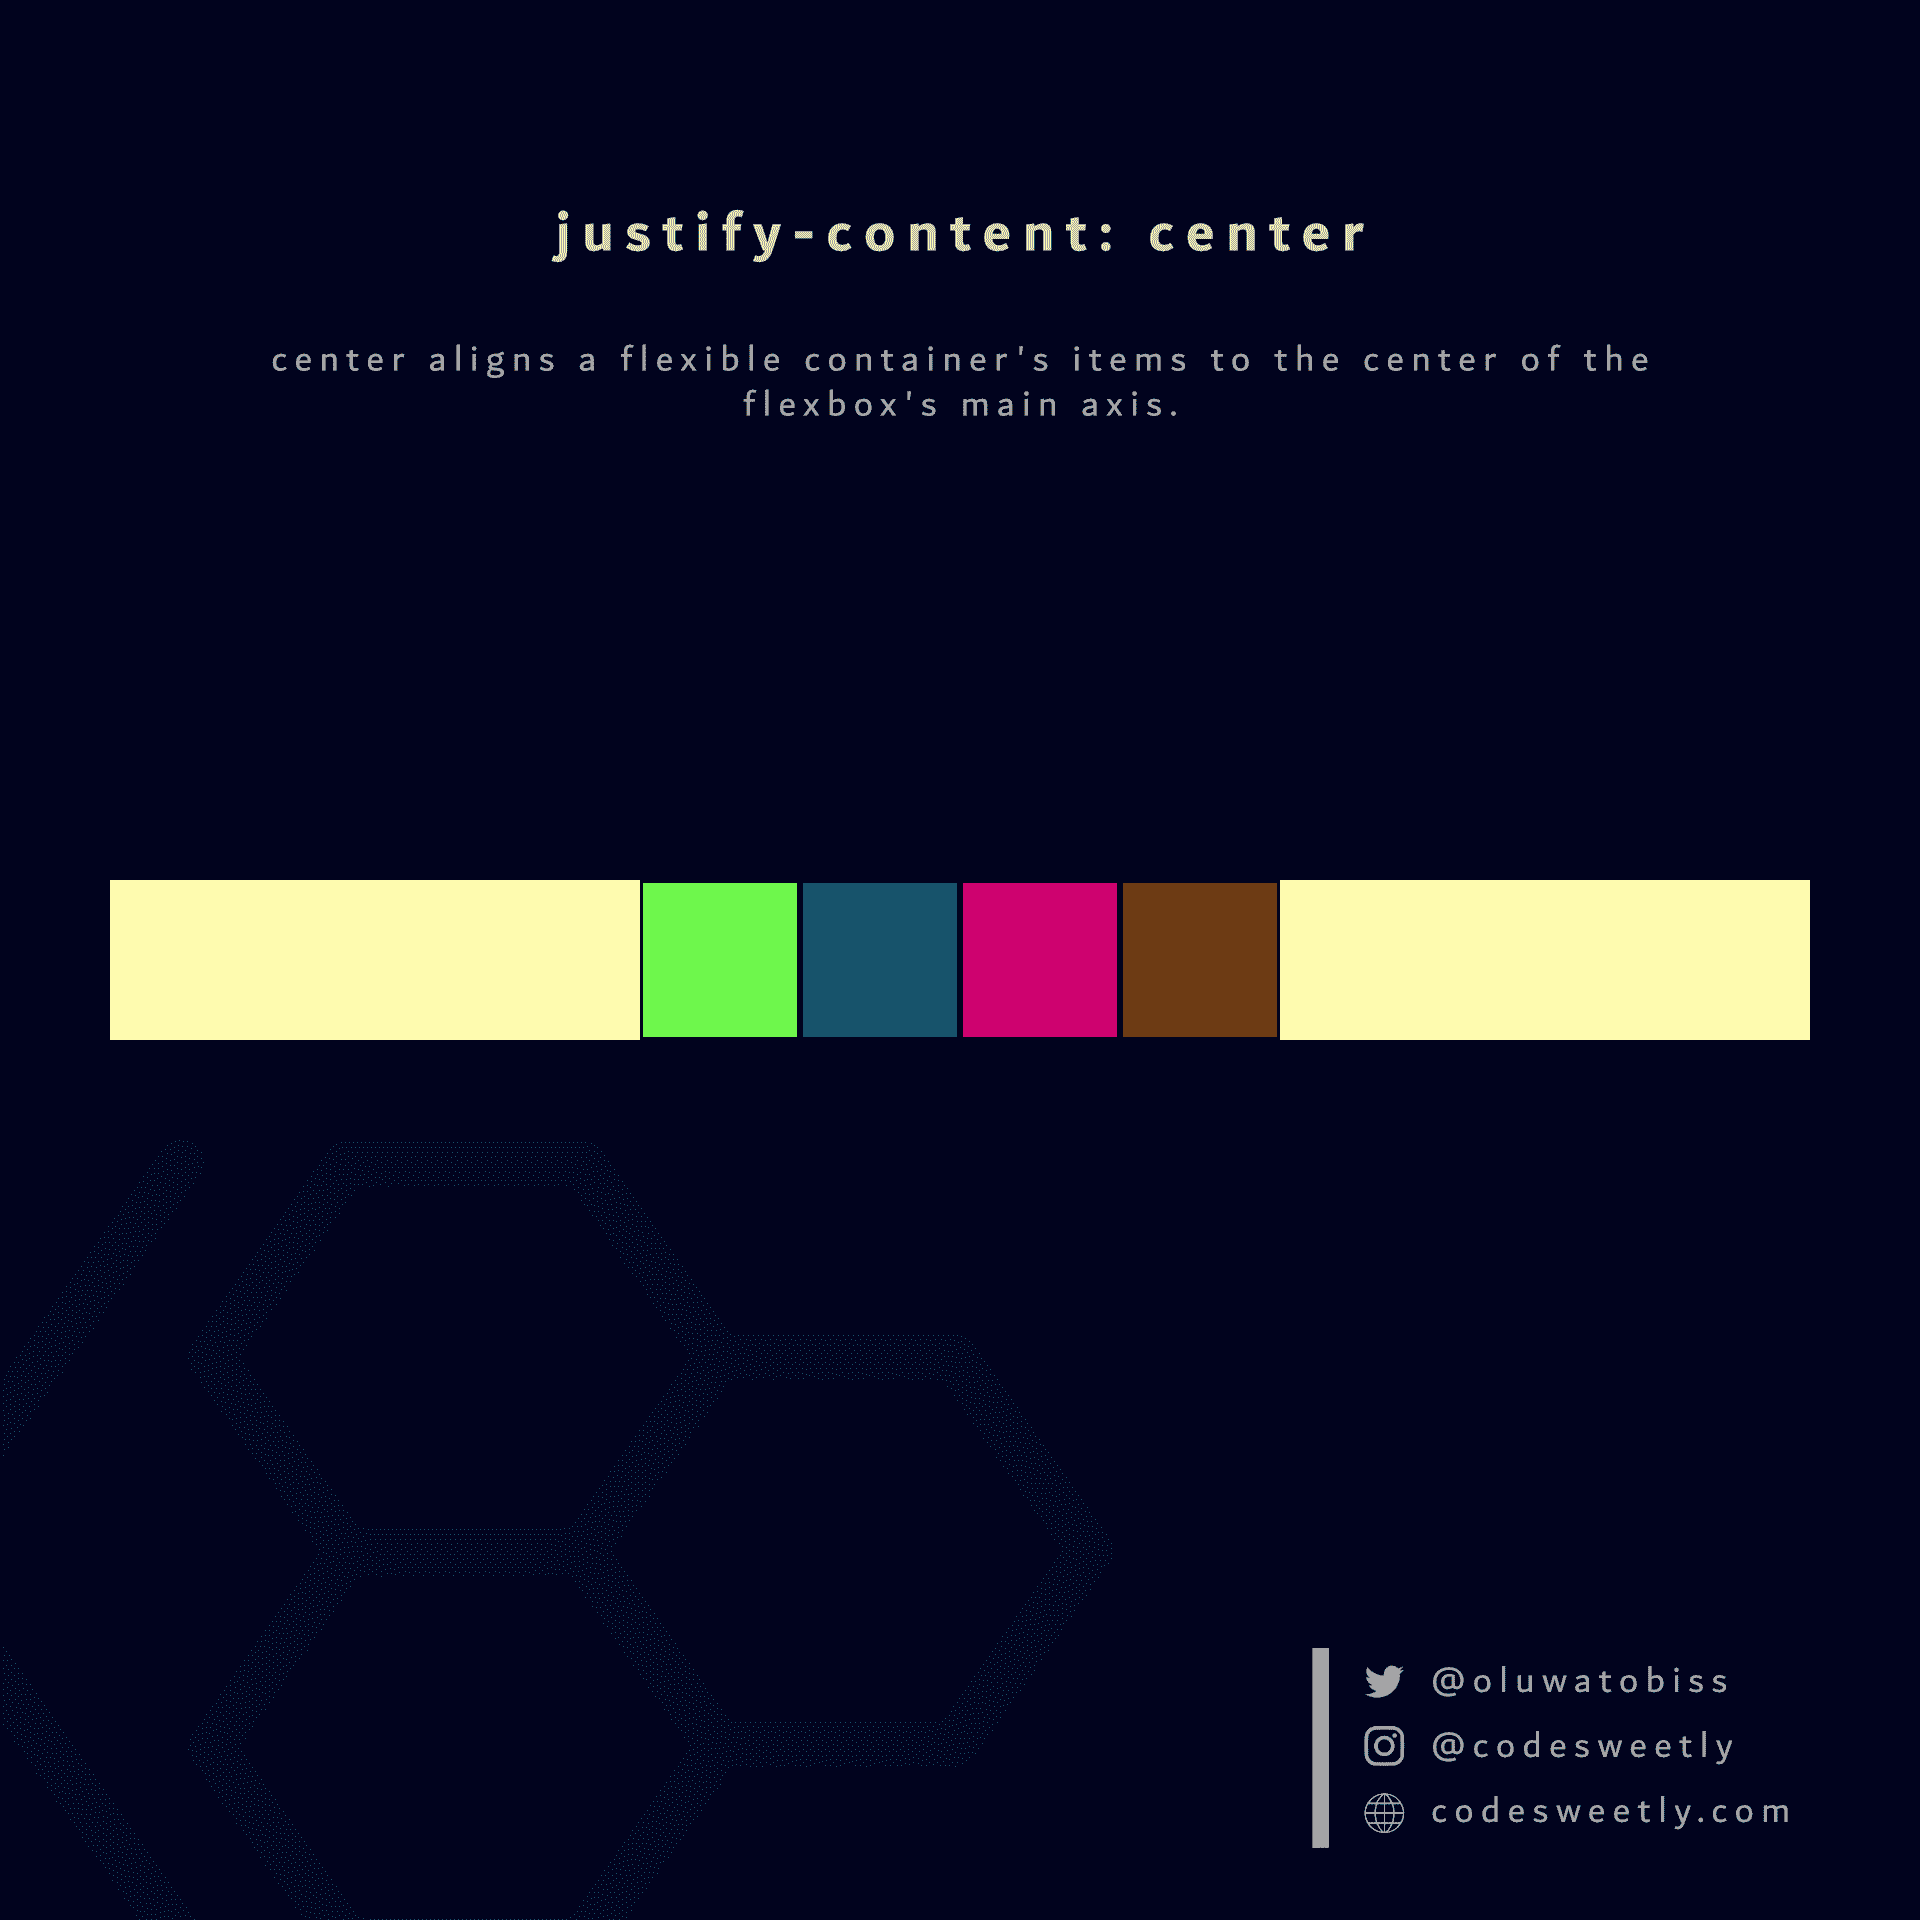 justify-content: center
center aligns a flexible container's items to the center of the
flexbox's main axis.
@oluwatobiss
@codesweetly
codesweetly.com